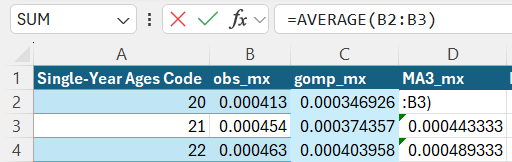 SUM fx =AVERAGE(B2:B3)
A B C D
1 Single-Year Ages Code obs_mx gomp_mx MA3_mx
2 20 0.000413 0.000346926 :B3)
3 21 0.000454 0.000374357 0.000443333
4 22 0.000463 0.000403958 0.000489333